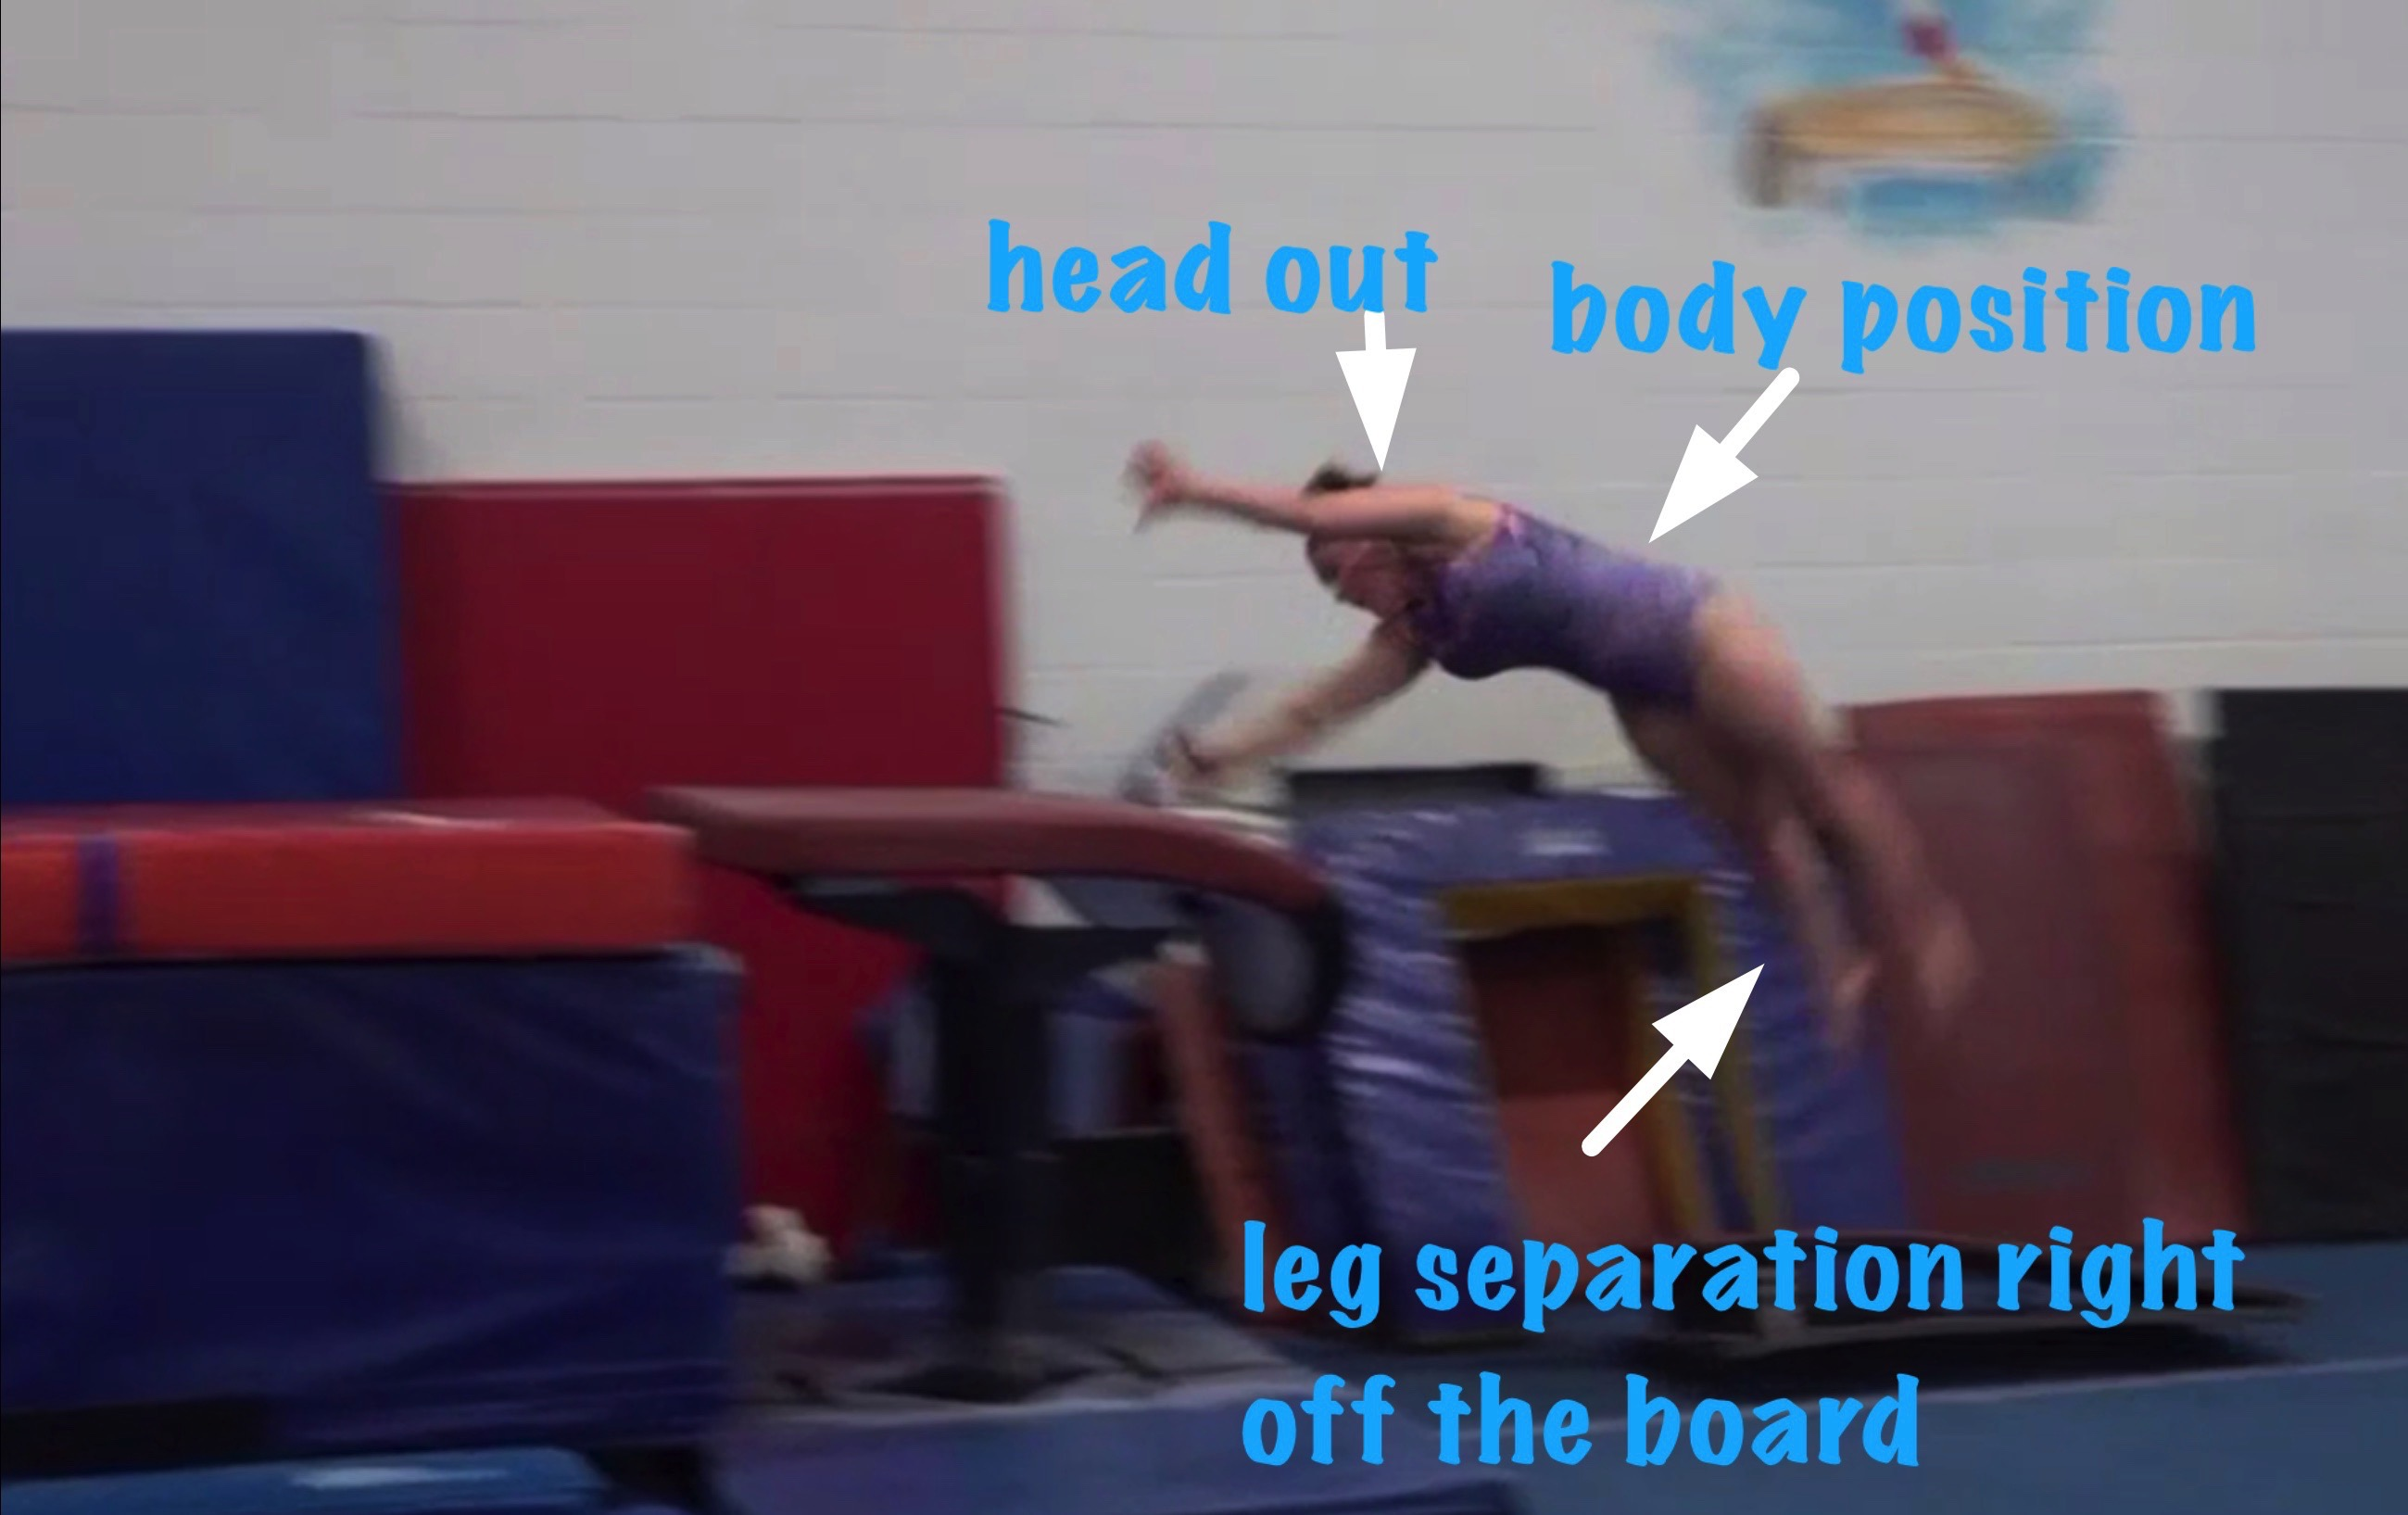 head out
body position
leg separation right
off the board